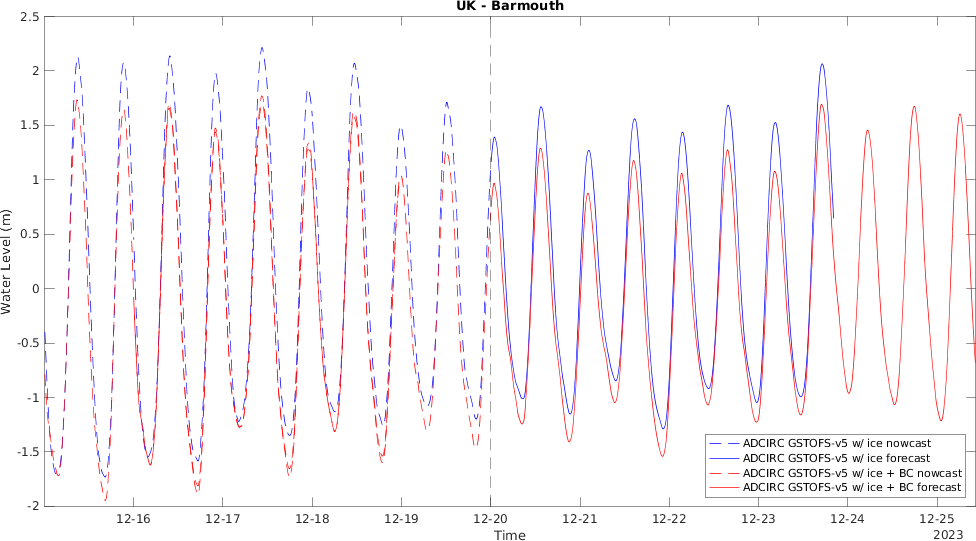 UK - Barmouth
2.5
2
1.5
1
0.5
0
-0.5
-1
-1.5
-2
Water Level (m)
12-16 12-17 12-18 12-19 12-20 12-21 12-22 12-23 12-24 12-25
Time
2023
ADCIRC GSTOFS-v5 w/ ice nowcast
ADCIRC GSTOFS-v5 w/ ice forecast
ADCIRC GSTOFS-v5 w/ ice + BC nowcast
ADCIRC GSTOFS-v5 w/ ice + BC forecast